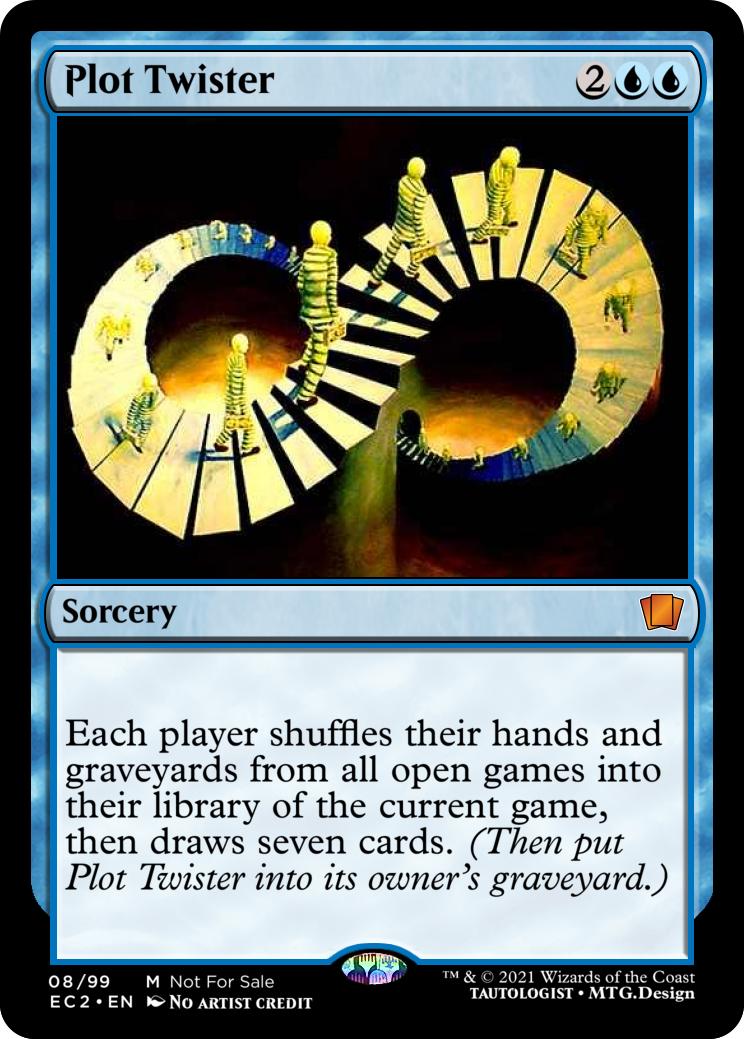 Plot Twister 2
Sorcery
Each player shuffles their hands and
graveyards from all open games into
their library of the current game,
then draws seven cards. (Then put
Plot Twister into its owner's graveyard.)
08/99 M Not For Sale
EC2 • EN NO ARTIST CREDIT
™ & © 2021 Wizards of the Coast
TAUTOLOGIST • MTG.Design